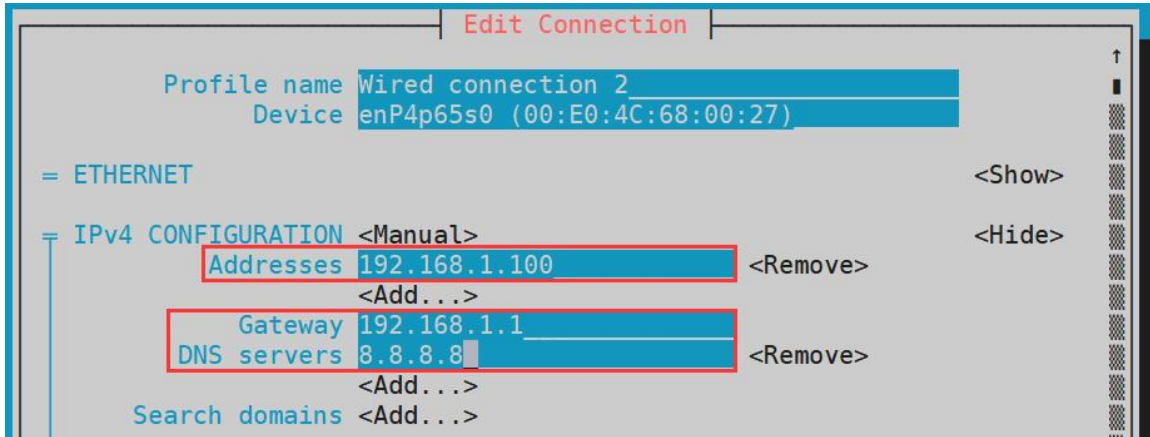 Edit Connection
Profile name Wired connection 2
Device enP4p65s0 (00:E0:4C:68:00:27)
= ETHERNET <Show>
= IPv4 CONFIGURATION <Manual> <Hide>
Addresses 192.168.1.100 <Remove>
<Add...>
Gateway 192.168.1.1
DNS servers 8.8.8.8 <Remove>
<Add...>
Search domains <Add...>